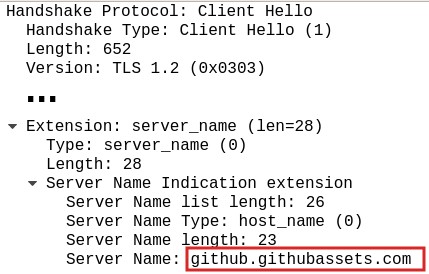 Handshake Protocol: Client Hello
Handshake Type: Client Hello (1)
Length: 652
Version: TLS 1.2 (0x0303)
...
Extension: server_name (len=28)
Type: server_name (0)
Length: 28
Server Name Indication extension
Server Name list length: 26
Server Name Type: host_name (0)
Server Name length: 23
Server Name: github.githubassets.com